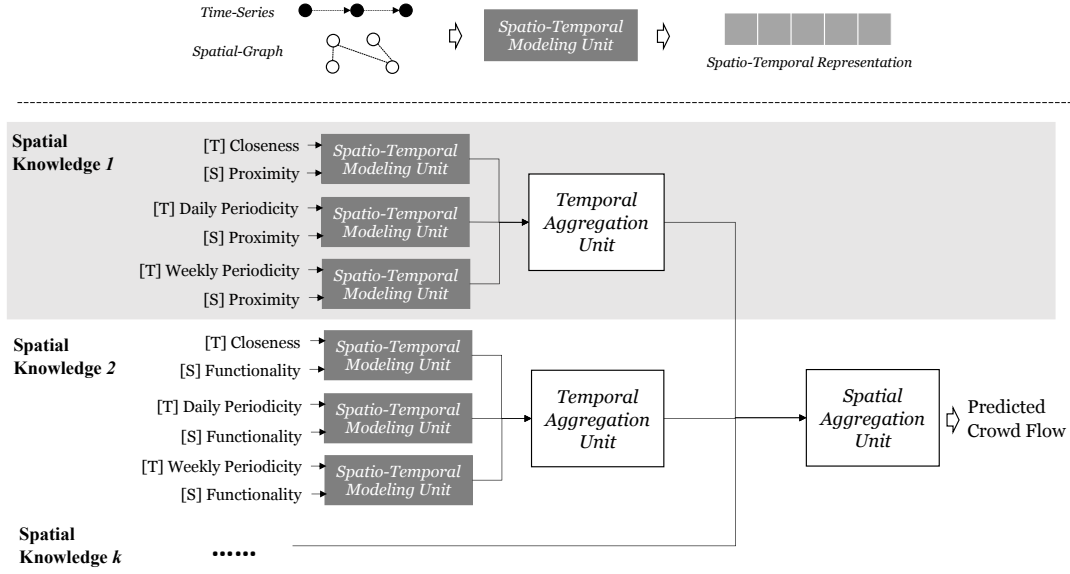 Time-Series
Spatial-Graph
Spatio-Temporal
Modeling Unit
Spatio-Temporal Representation
Spatial
Knowledge 1
[T] Closeness
[S] Proximity
Spatio-Temporal
Modeling Unit
[T] Daily Periodicity
[S] Proximity
Spatio-Temporal
Modeling Unit
[T] Weekly Periodicity
[S] Proximity
Spatio-Temporal
Modeling Unit
Temporal
Aggregation
Unit
Spatial
Knowledge 2
[T] Closeness
[S] Functionality
Spatio-Temporal
Modeling Unit
[T] Daily Periodicity
[S] Functionality
Spatio-Temporal
Modeling Unit
[T] Weekly Periodicity
[S] Functionality
Spatio-Temporal
Modeling Unit
Temporal
Aggregation
Unit
Spatial
Aggregation
Unit
Predicted
Crowd Flow
Spatial
Knowledge k
......